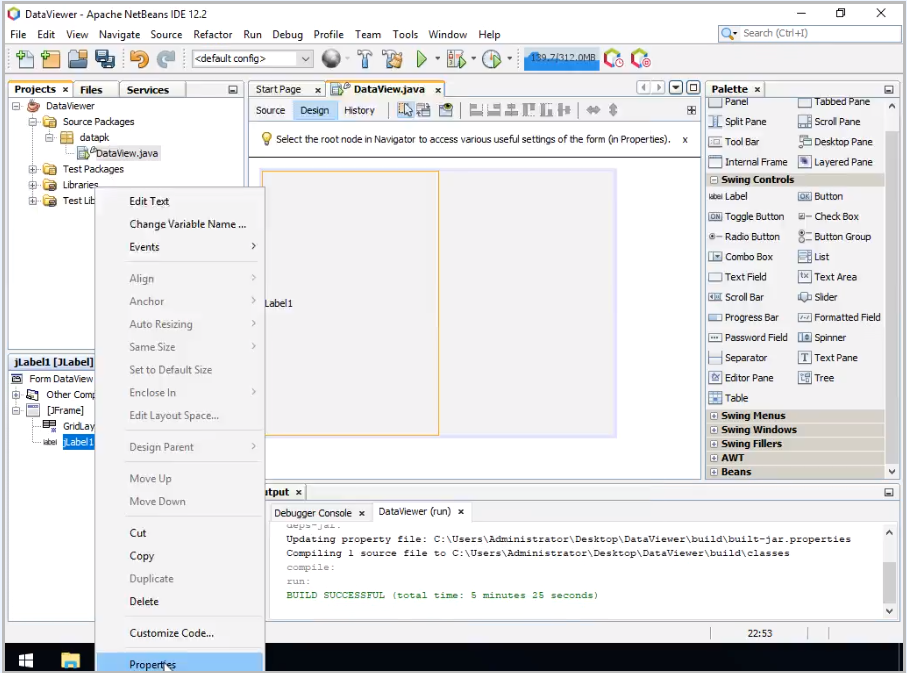 DataViewer - Apache NetBeans IDE 12.2
File Edit View Navigate Source Refactor Run Debug Profile Team Tools Window Help
Search (Ctrl+I)
<default config>
139.7/312.0MB
Projects x Files Services
DataViewer
Source Packages
datapk
DataView.java
Test Packages
Libraries
Test Lib
jLabel1 [JLabel]
Form DataView
Other Comp
[JFrame]
GridLay
label jLabel1
Edit Text
Change Variable Name ...
Events
Align
Anchor
Auto Resizing
Same Size
Set to Default Size
Enclose In
Edit Layout Space...
Design Parent
Move Up
Move Down
Cut
Copy
Duplicate
Delete
Customize Code...
Properties
Start Page x DataView.java x
Source Design History
Select the root node in Navigator to access various useful settings of the form (in Properties). x
Label1
utput x
Debugger Console x DataViewer (run) x
deps-jar:
Updating property file: C:\Users\Administrator\Desktop\DataViewer\build\built-jar.properties
Compiling 1 source file to C:\Users\Administrator\Desktop\DataViewer\build\classes
compile:
run:
BUILD SUCCESSFUL (total time: 5 minutes 25 seconds)
22:53
Palette x
Panel Tabbed Pane
Split Pane Scroll Pane
Tool Bar Desktop Pane
Internal Frame Layered Pane
Swing Controls
label Label OK Button
ON Toggle Button Check Box
Radio Button Button Group
Combo Box List
Text Field Text Area
Scroll Bar Slider
Progress Bar Formatted Field
Password Field Spinner
Separator T Text Pane
Editor Pane Tree
Table
Swing Menus
Swing Windows
Swing Fillers
AWT
Beans